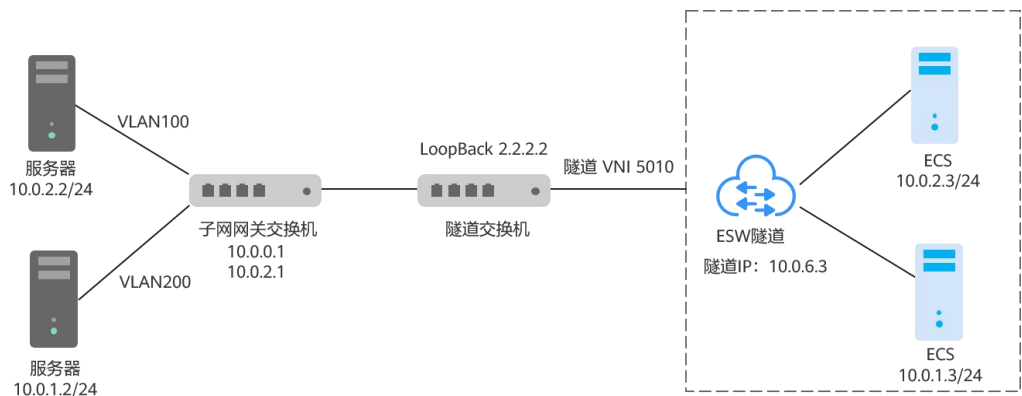 VLAN100
服务器
10.0.2.2/24
VLAN200
服务器
10.0.1.2/24
子网网关交换机
10.0.0.1
10.0.2.1
LoopBack 2.2.2.2
隧道交换机
隧道 VNI 5010
ESW隧道
隧道IP：10.0.6.3
ECS
10.0.2.3/24
ECS
10.0.1.3/24